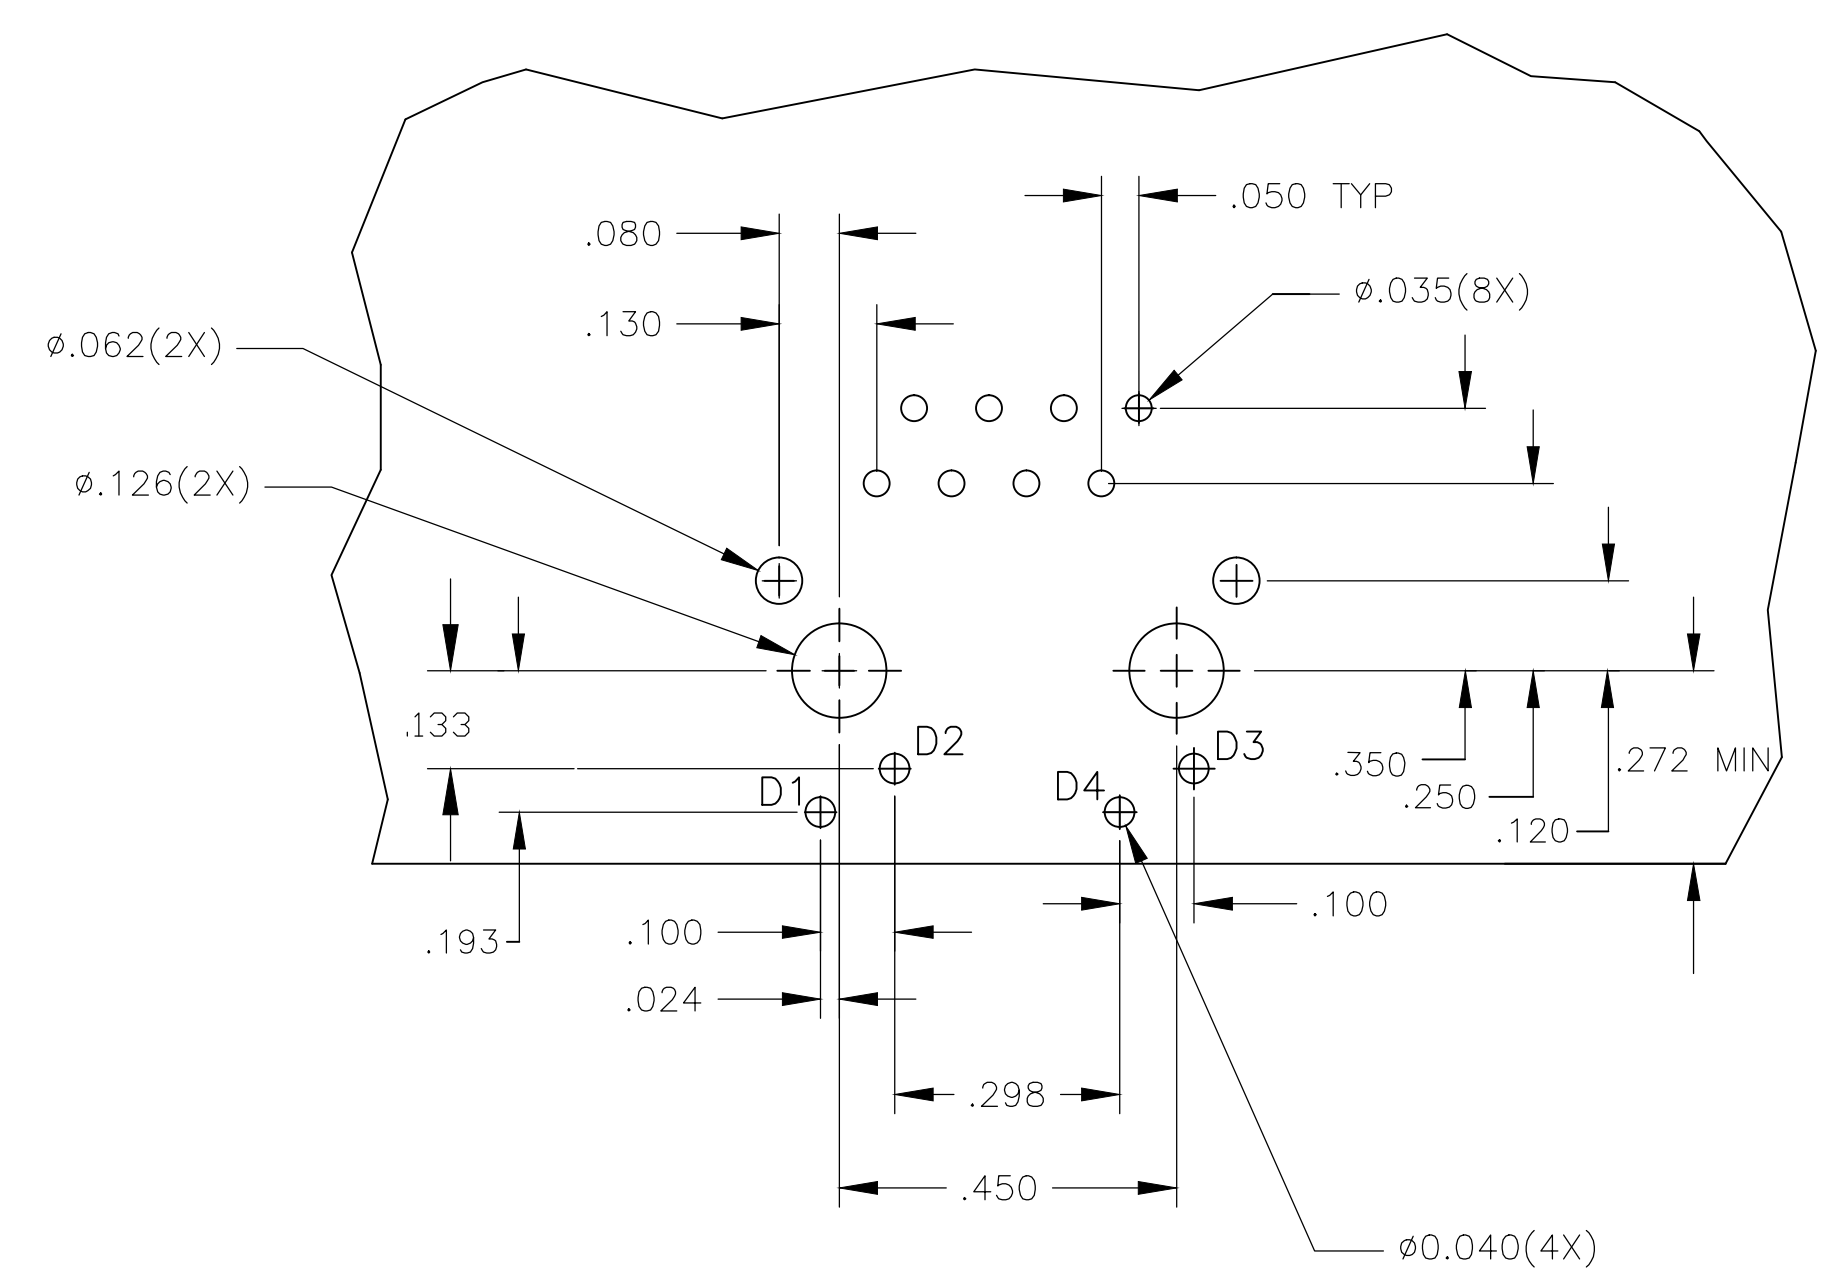 .050 TYP
.080
ø.035(8X)
.130
ø.062(2X)
ø.126(2X)
.133
D2
D3
.350
.272 MIN
D1
D4
.250
.120
.100
.193
.100
.024
.298
.450
ø0.040(4X)